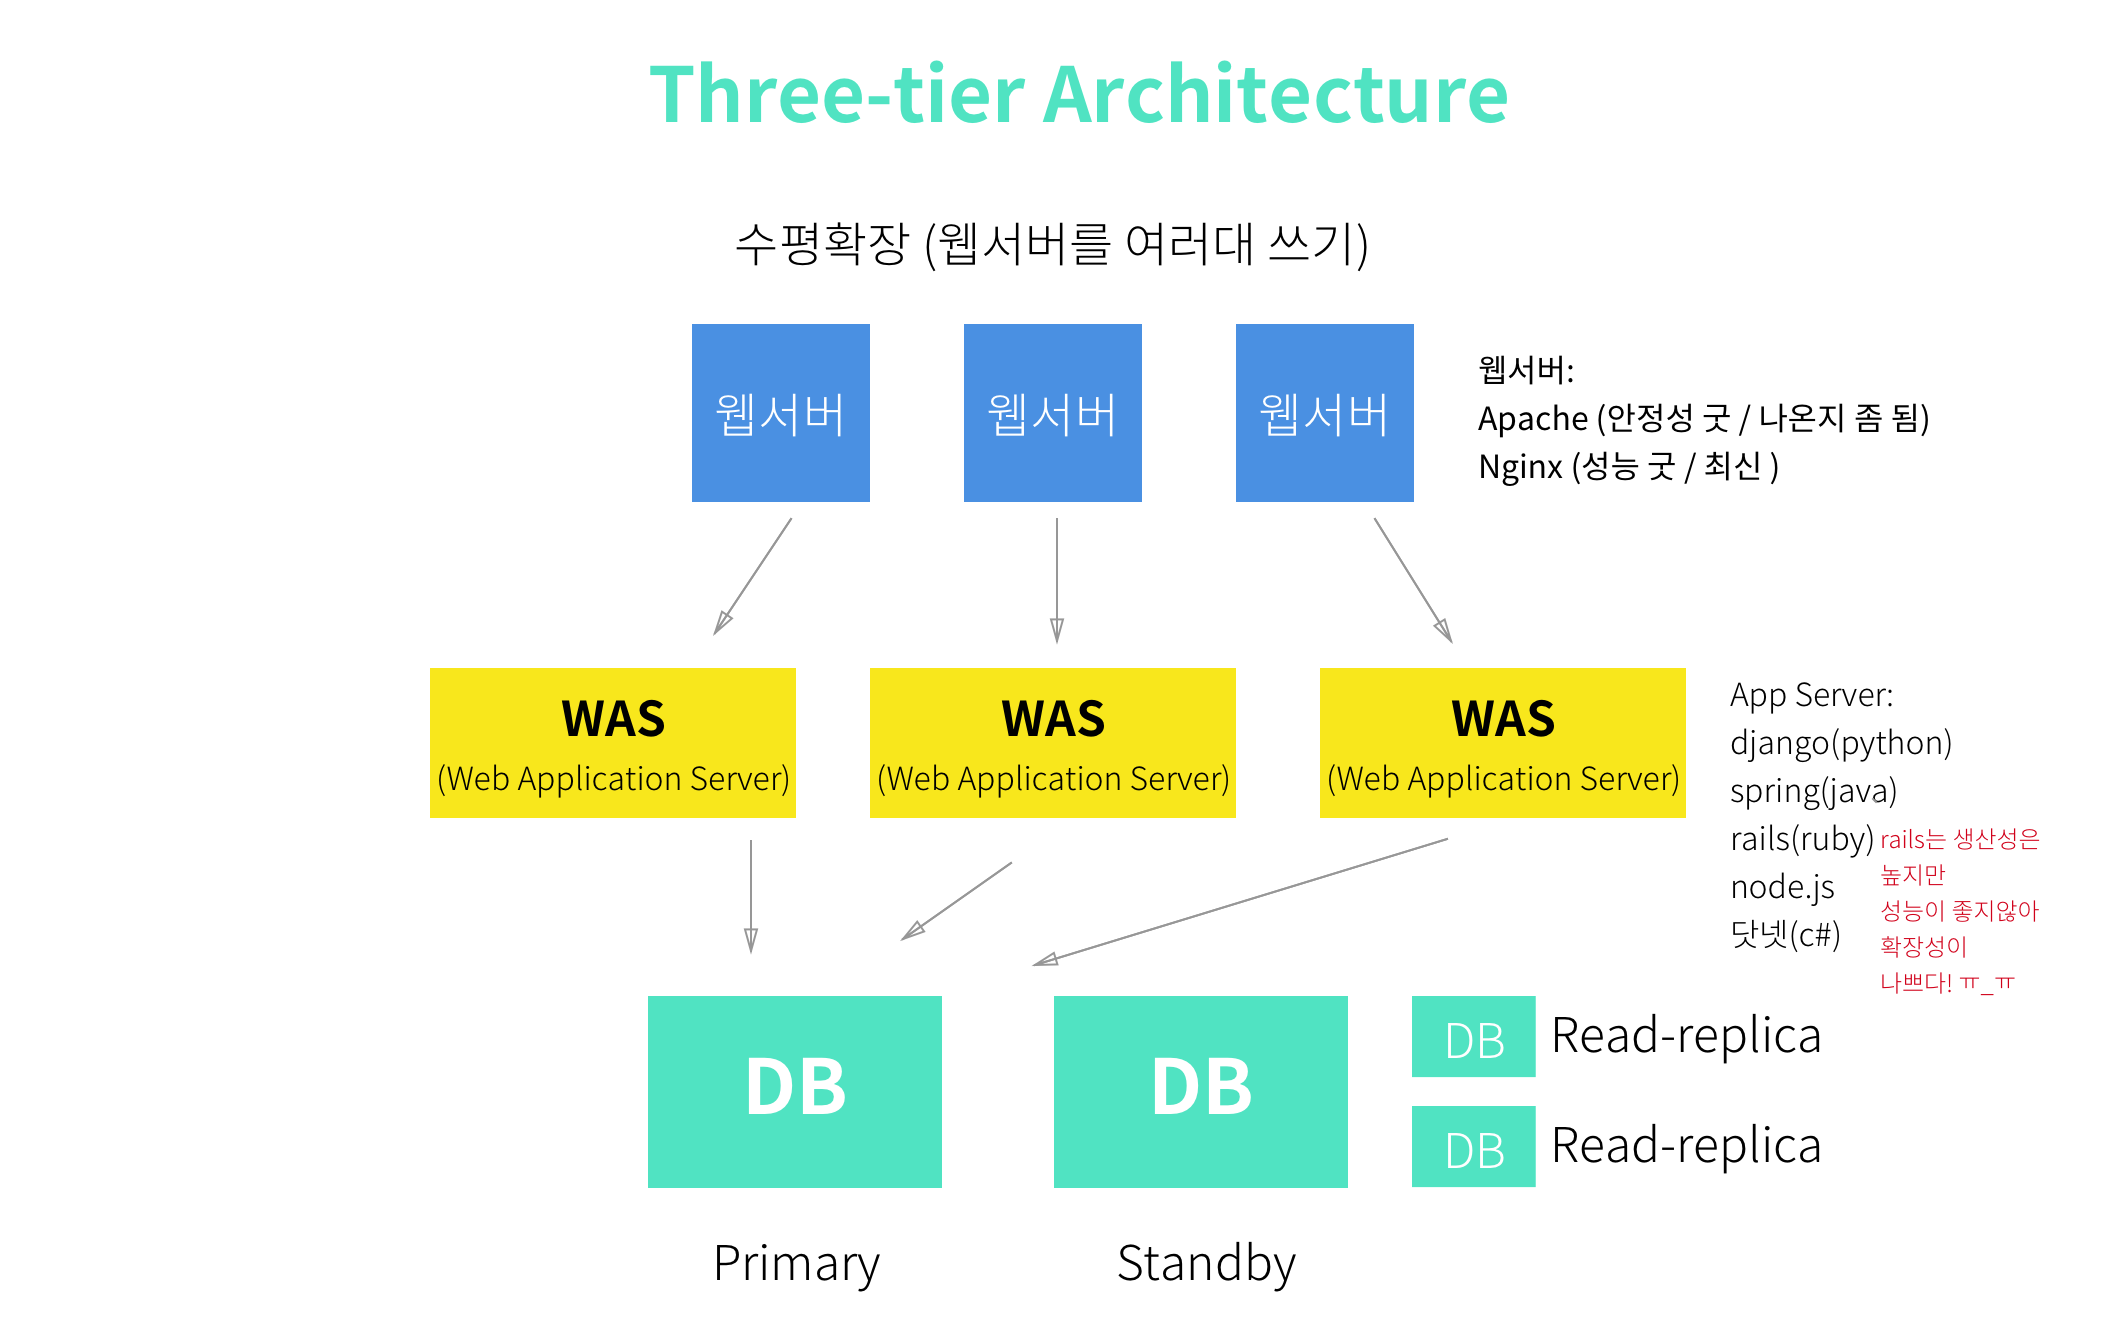 Three-tier Architecture
수평확장 (웹서버를 여러대 쓰기)
웹서버
웹서버
웹서버
웹서버:
Apache (안정성 굿 / 나온지 좀 됨)
Nginx (성능 굿 / 최신 )
WAS
(Web Application Server)
WAS
(Web Application Server)
WAS
(Web Application Server)
App Server:
django(python)
spring(java)
rails(ruby)
node.js
닷넷(c#)
rails는 생산성은
높지만
성능이 좋지않아
확장성이
나쁘다! ㅠ_ㅠ
DB
DB
DB
Read-replica
DB
Read-replica
Primary
Standby